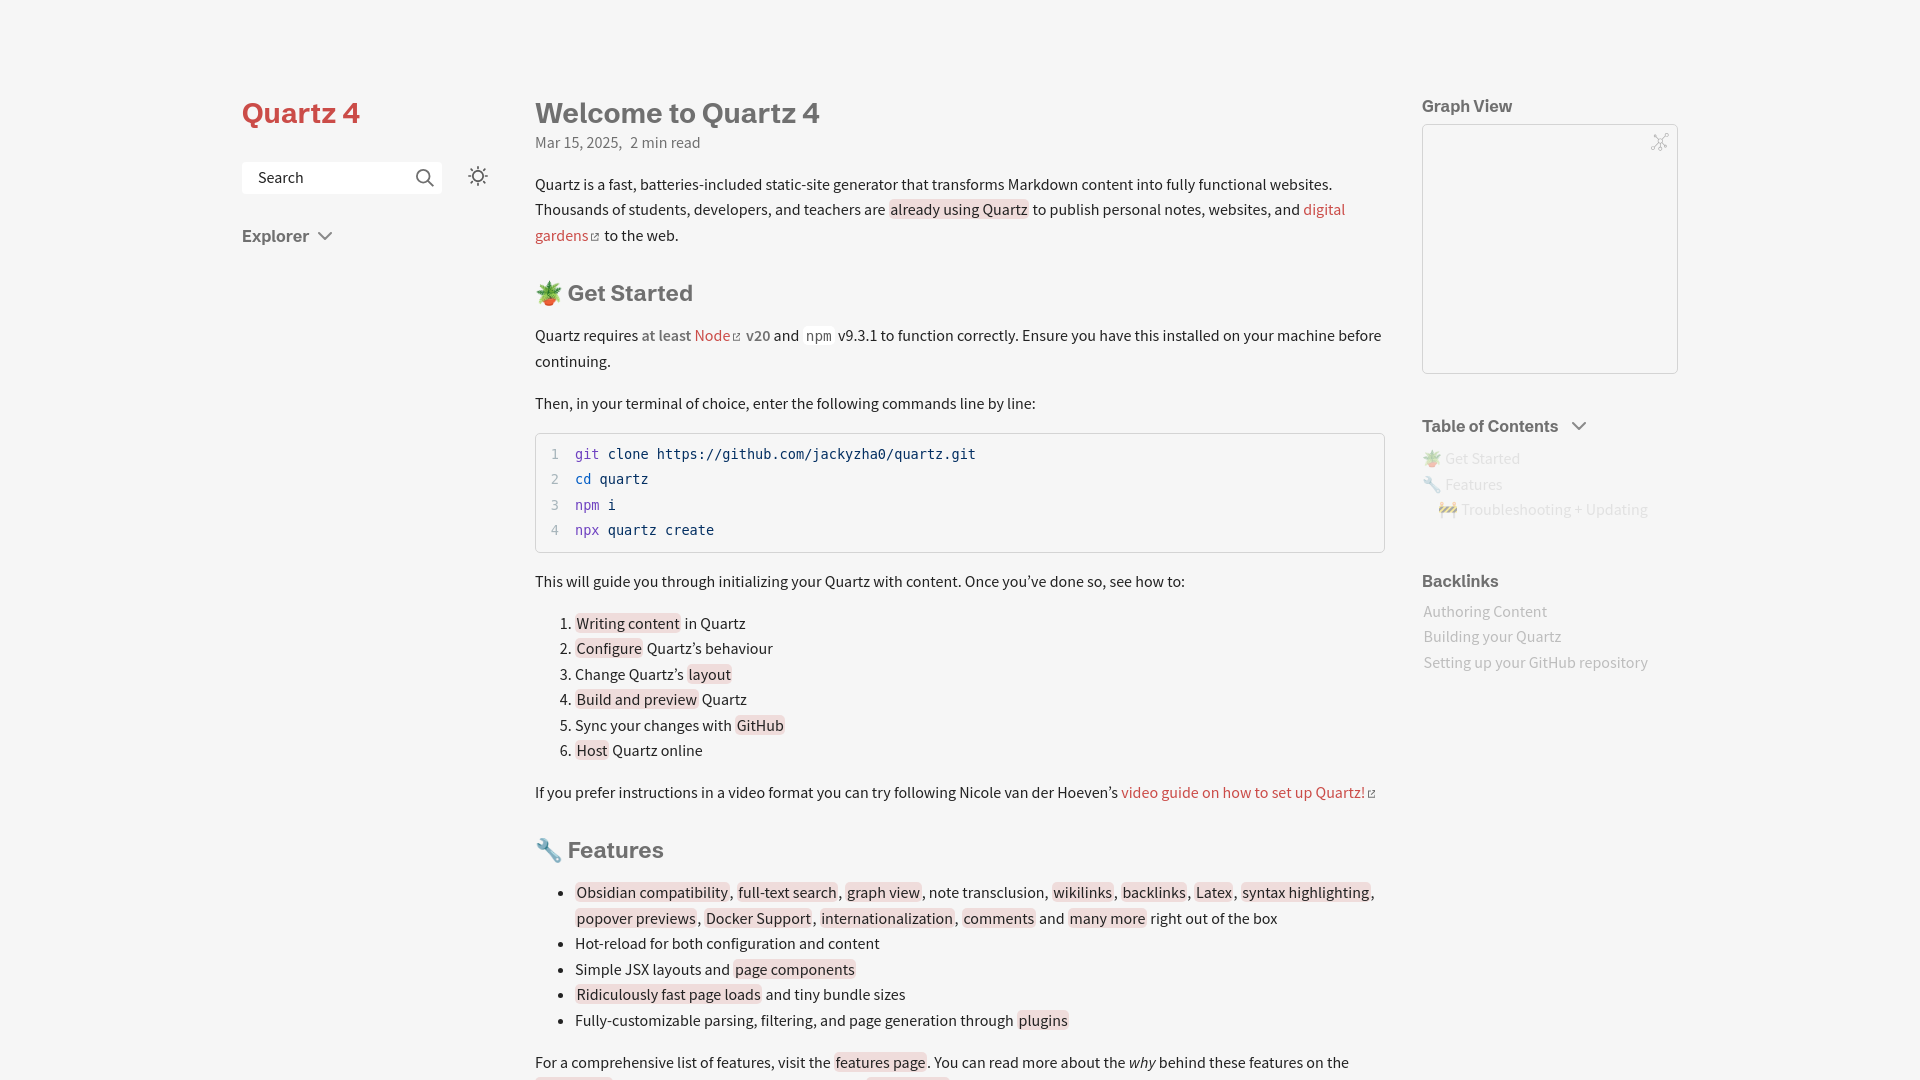 Quartz 4
Search
Explorer
Welcome to Quartz 4
Mar 15, 2025, 2 min read
Quartz is a fast, batteries-included static-site generator that transforms Markdown content into fully functional websites.
Thousands of students, developers, and teachers are already using Quartz to publish personal notes, websites, and digital
gardens to the web.
🪴 Get Started
Quartz requires at least Node v20 and npm v9.3.1 to function correctly. Ensure you have this installed on your machine before
continuing.
Then, in your terminal of choice, enter the following commands line by line:
1 git clone https://github.com/jackyzha0/quartz.git
2 cd quartz
3 npm i
4 npx quartz create
This will guide you through initializing your Quartz with content. Once you’ve done so, see how to:
1. Writing content in Quartz
2. Configure Quartz’s behaviour
3. Change Quartz’s layout
4. Build and preview Quartz
5. Sync your changes with GitHub
6. Host Quartz online
If you prefer instructions in a video format you can try following Nicole van der Hoeven’s video guide on how to set up Quartz!
🔧 Features
• Obsidian compatibility, full-text search, graph view, note transclusion, wikilinks, backlinks, Latex, syntax highlighting,
popover previews, Docker Support, internationalization, comments and many more right out of the box
• Hot-reload for both configuration and content
• Simple JSX layouts and page components
• Ridiculously fast page loads and tiny bundle sizes
• Fully-customizable parsing, filtering, and page generation through plugins
For a comprehensive list of features, visit the features page. You can read more about the why behind these features on the
Graph View
Table of Contents
🪴 Get Started
🔧 Features
🚧 Troubleshooting + Updating
Backlinks
Authoring Content
Building your Quartz
Setting up your GitHub repository